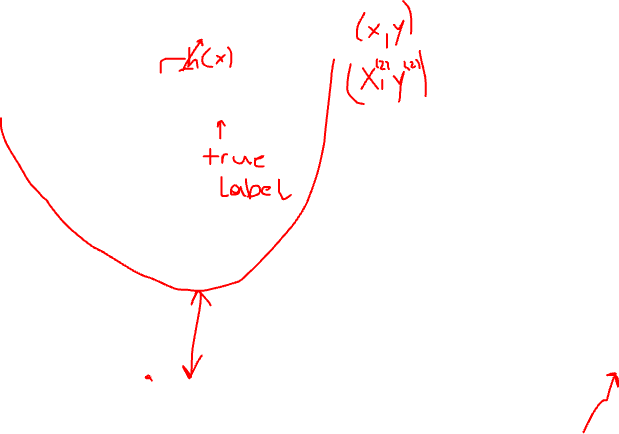 (x,y)
h(x)
(x,⁽²⁾ y⁽²⁾)
true
label